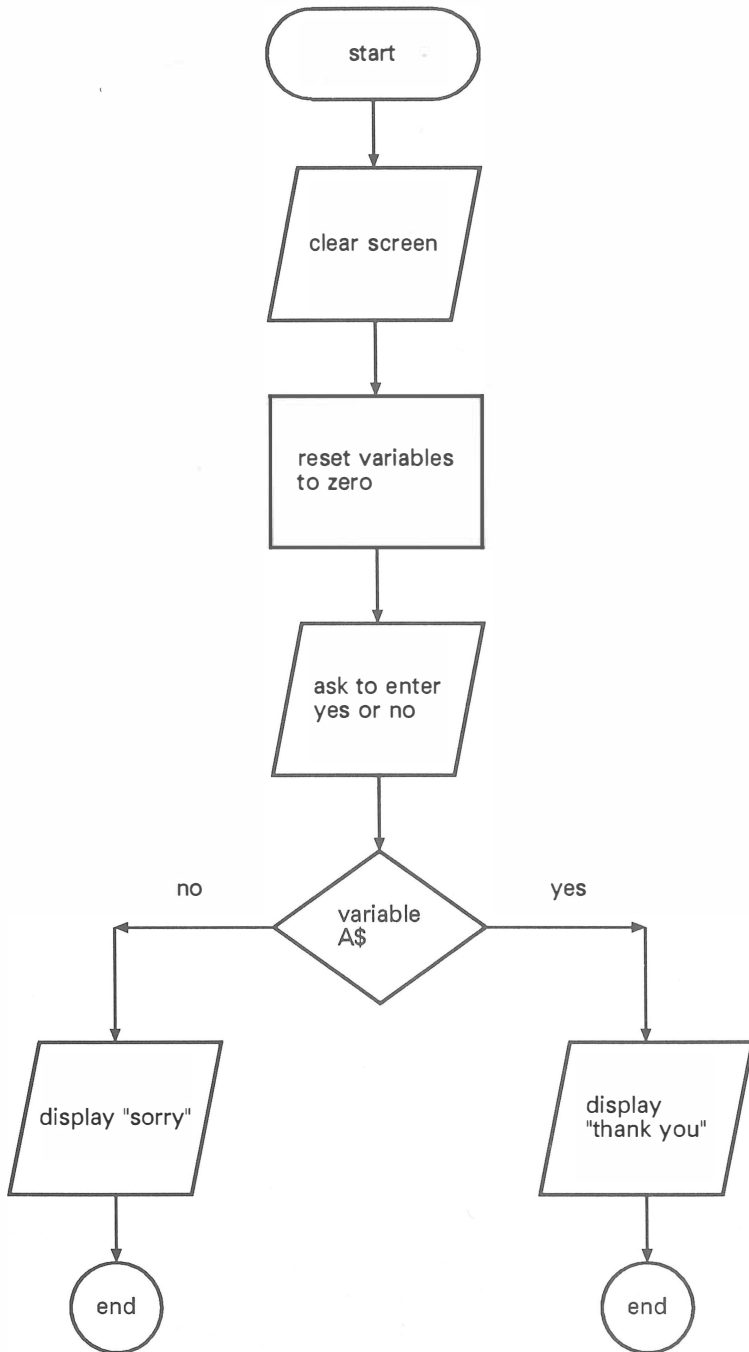 start
clear screen
reset variables
to zero
ask to enter
yes or no
no
variable
A$
yes
display "sorry"
display
"thank you"
end
end